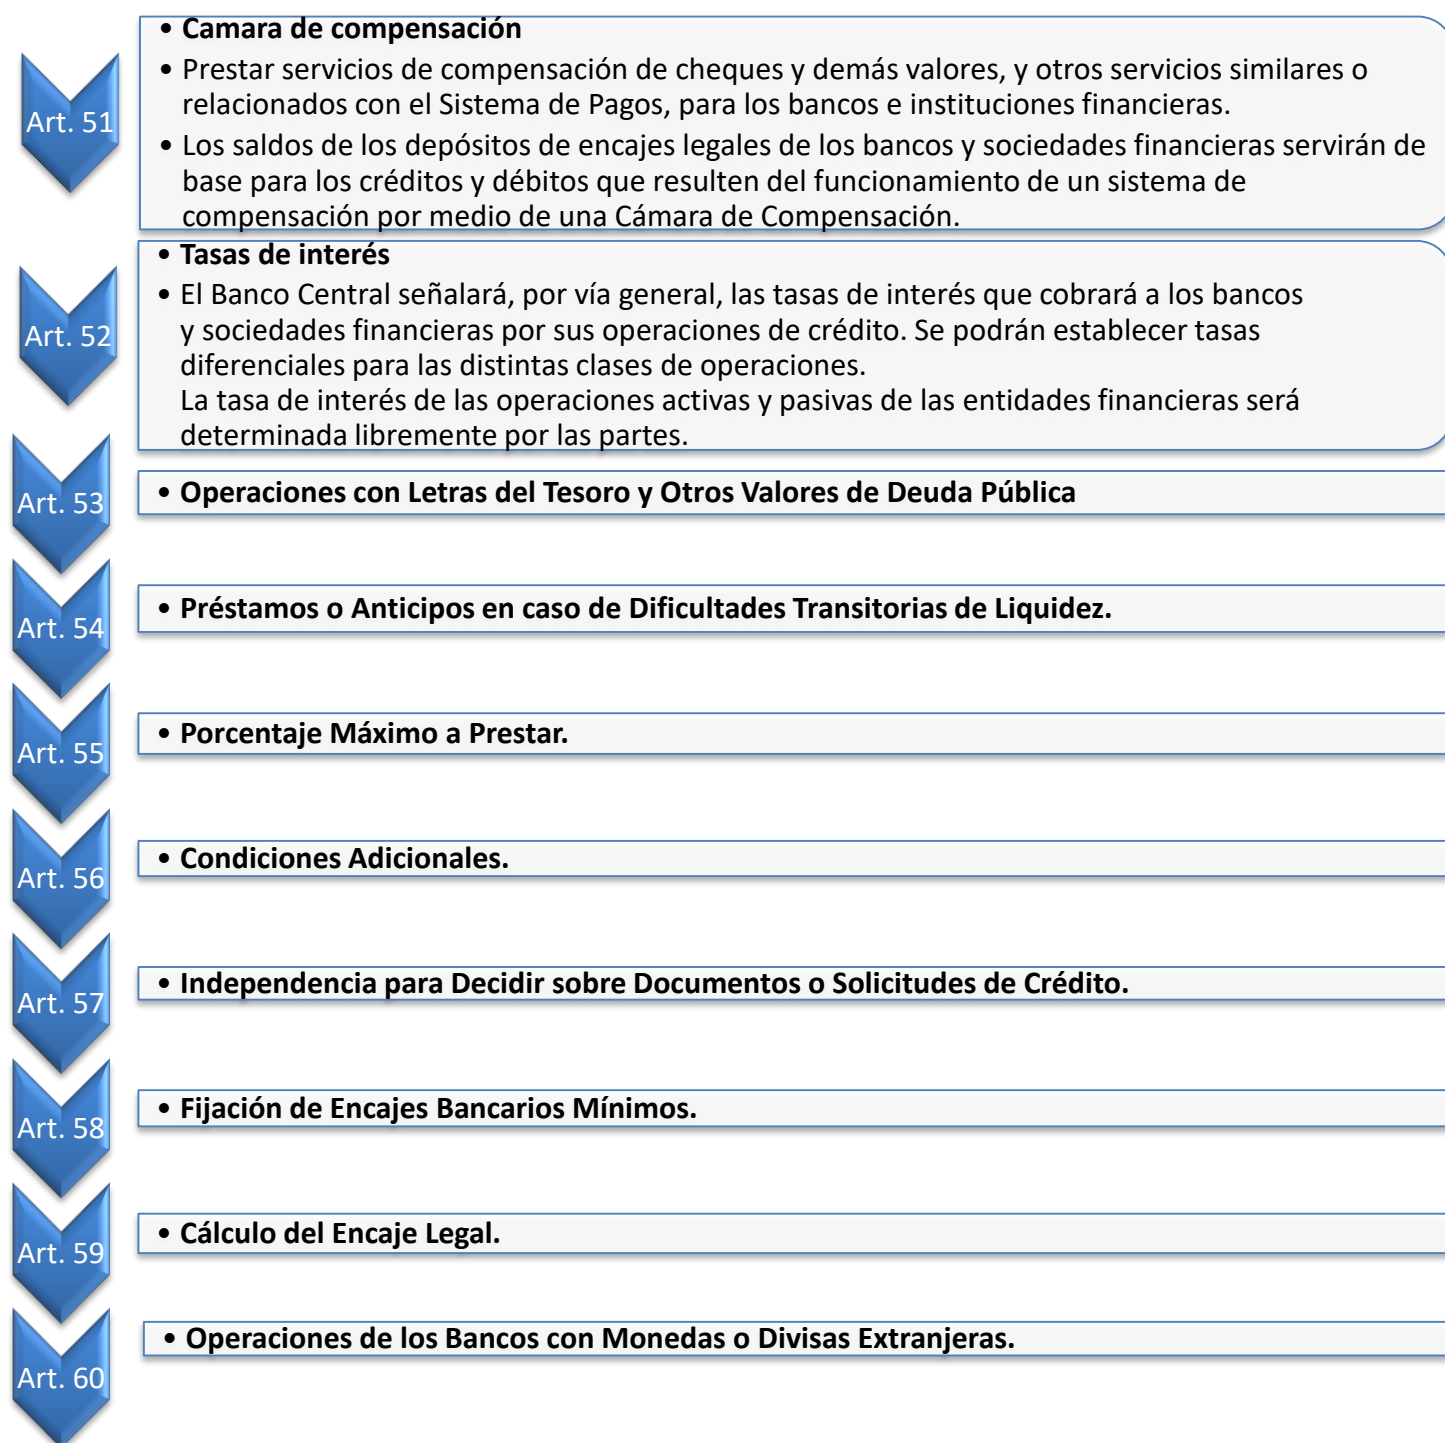 Art. 51
• Camara de compensación
• Prestar servicios de compensación de cheques y demás valores, y otros servicios similares o
relacionados con el Sistema de Pagos, para los bancos e instituciones financieras.
• Los saldos de los depósitos de encajes legales de los bancos y sociedades financieras servirán de
base para los créditos y débitos que resulten del funcionamiento de un sistema de
compensación por medio de una Cámara de Compensación.
Art. 52
• Tasas de interés
• El Banco Central señalará, por vía general, las tasas de interés que cobrará a los bancos
y sociedades financieras por sus operaciones de crédito. Se podrán establecer tasas
diferenciales para las distintas clases de operaciones.
La tasa de interés de las operaciones activas y pasivas de las entidades financieras será
determinada libremente por las partes.
Art. 53
• Operaciones con Letras del Tesoro y Otros Valores de Deuda Pública
Art. 54
• Préstamos o Anticipos en caso de Dificultades Transitorias de Liquidez.
Art. 55
• Porcentaje Máximo a Prestar.
Art. 56
• Condiciones Adicionales.
Art. 57
• Independencia para Decidir sobre Documentos o Solicitudes de Crédito.
Art. 58
• Fijación de Encajes Bancarios Mínimos.
Art. 59
• Cálculo del Encaje Legal.
Art. 60
• Operaciones de los Bancos con Monedas o Divisas Extranjeras.